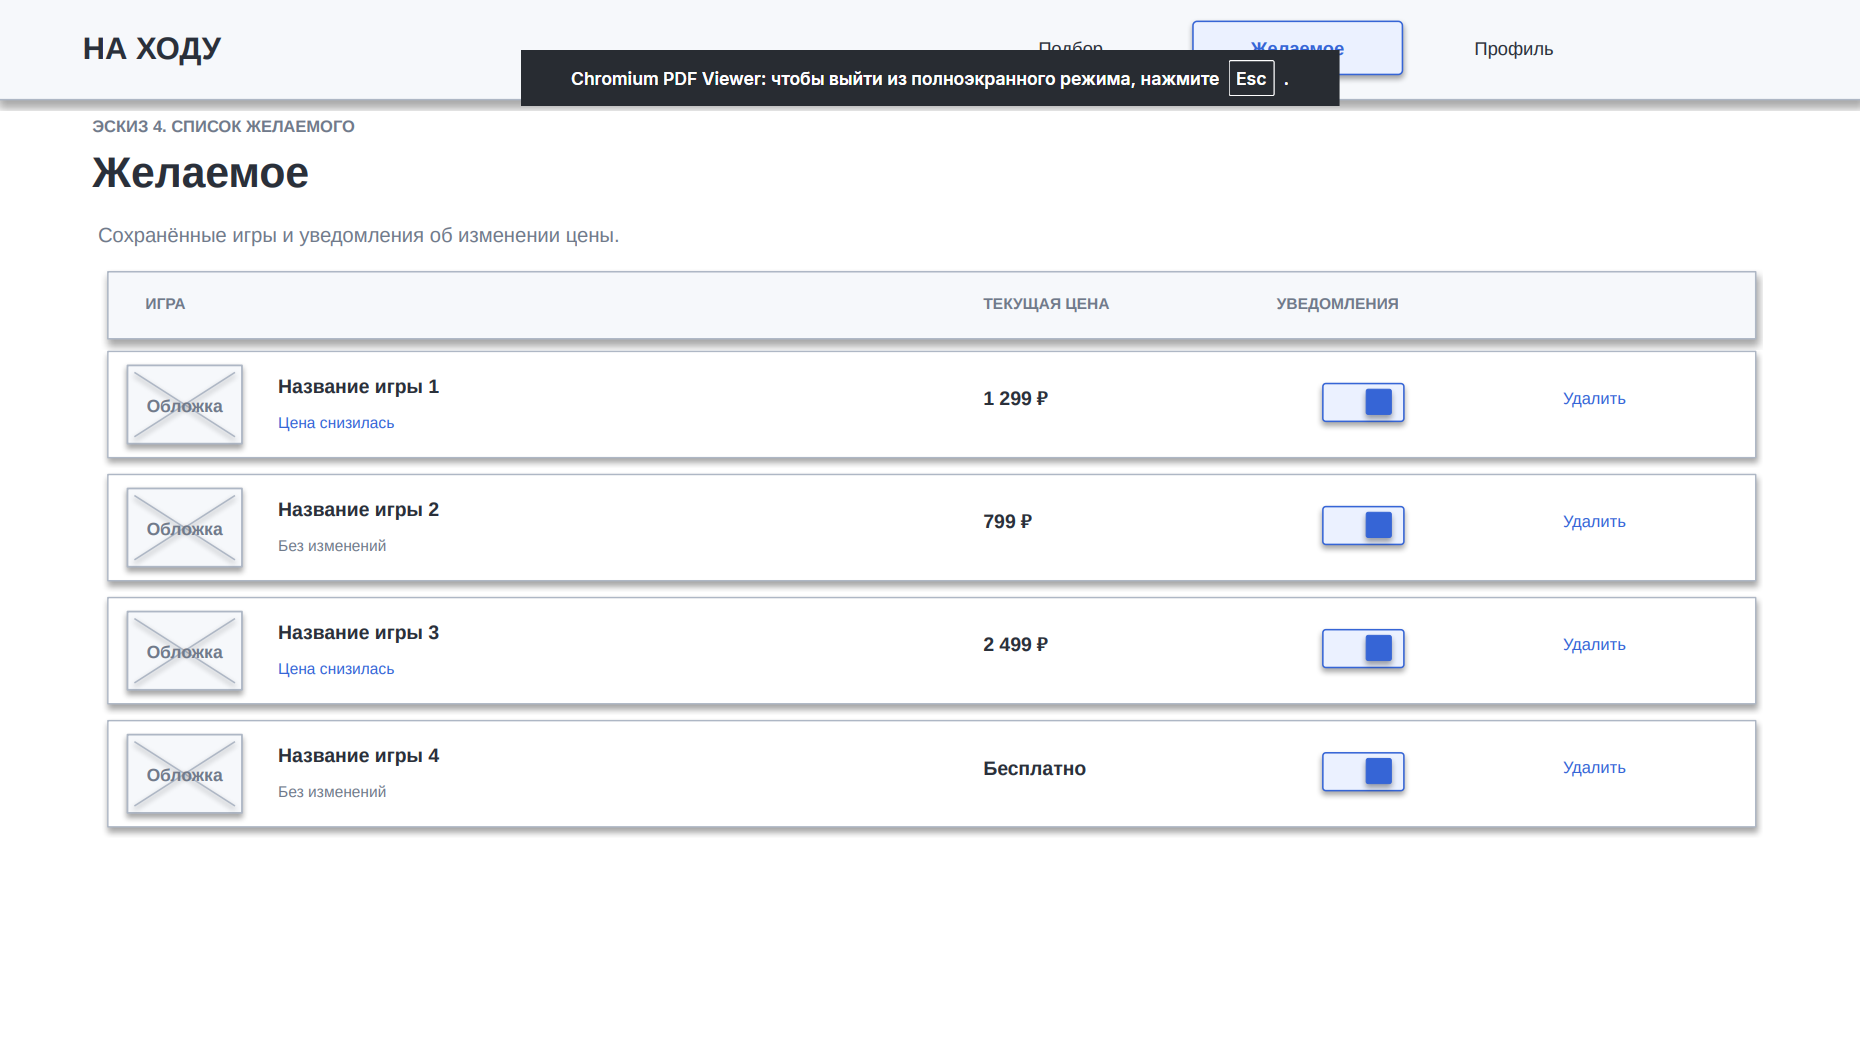 НА ХОДУ
Подбор
Желаемое
Профиль
Chromium PDF Viewer: чтобы выйти из полноэкранного режима, нажмите Esc .
ЭСКИЗ 4. СПИСОК ЖЕЛАЕМОГО
Желаемое
Сохранённые игры и уведомления об изменении цены.
ИГРА ТЕКУЩАЯ ЦЕНА УВЕДОМЛЕНИЯ
Обложка
Название игры 1
Цена снизилась
1 299 ₽
Удалить
Обложка
Название игры 2
Без изменений
799 ₽
Удалить
Обложка
Название игры 3
Цена снизилась
2 499 ₽
Удалить
Обложка
Название игры 4
Без изменений
Бесплатно
Удалить